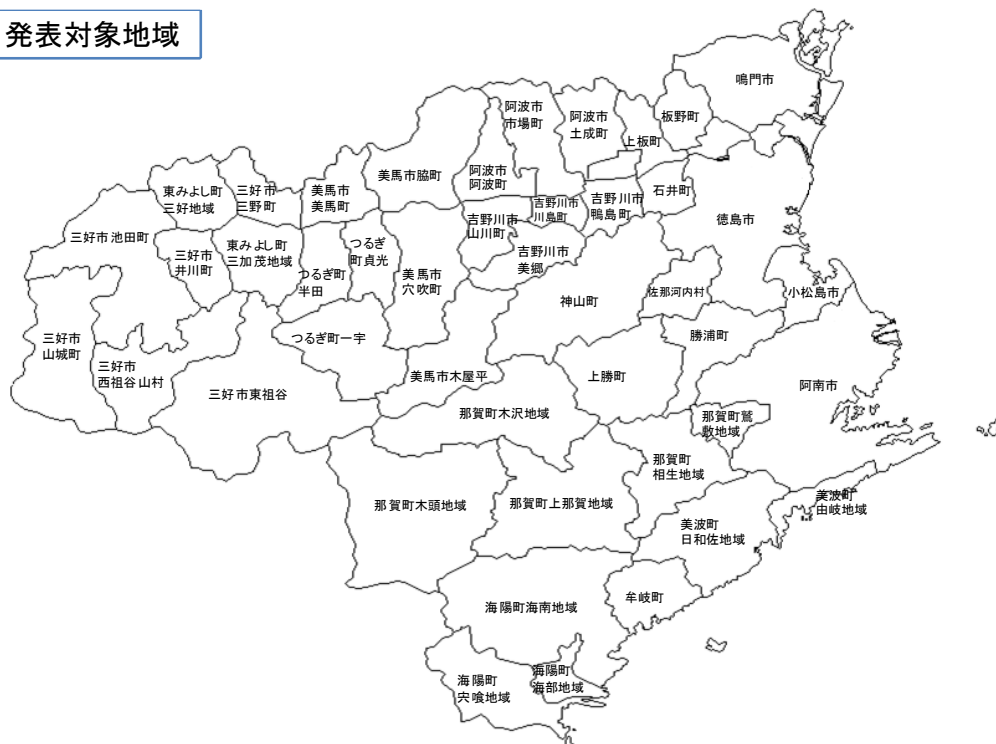 発表対象地域
鳴門市
阿波市
市場町
阿波市
土成町
上板町
板野町
美馬市脇町
阿波市
阿波町
石井町
東みよし町
三好地域
三好市
三野町
美馬市
美馬町
吉野川市
川島町
吉野川市
鴨島町
徳島市
三好市池田町
三好市
井川町
東みよし町
三加茂地域
つるぎ町
半田
つるぎ
町貞光
美馬市
穴吹町
吉野川市
山川町
吉野川市
美郷
神山町
佐那河内村
小松島市
三好市
山城町
三好市
西祖谷山村
三好市東祖谷
つるぎ町一宇
美馬市木屋平
勝浦町
上勝町
阿南市
那賀町木沢地域
那賀町鷲
敷地域
那賀町
相生地域
那賀町木頭地域
那賀町上那賀地域
美波町
由岐地域
美波町
日和佐地域
海陽町海南地域
牟岐町
海陽町
宍喰地域
海陽町
海部地域